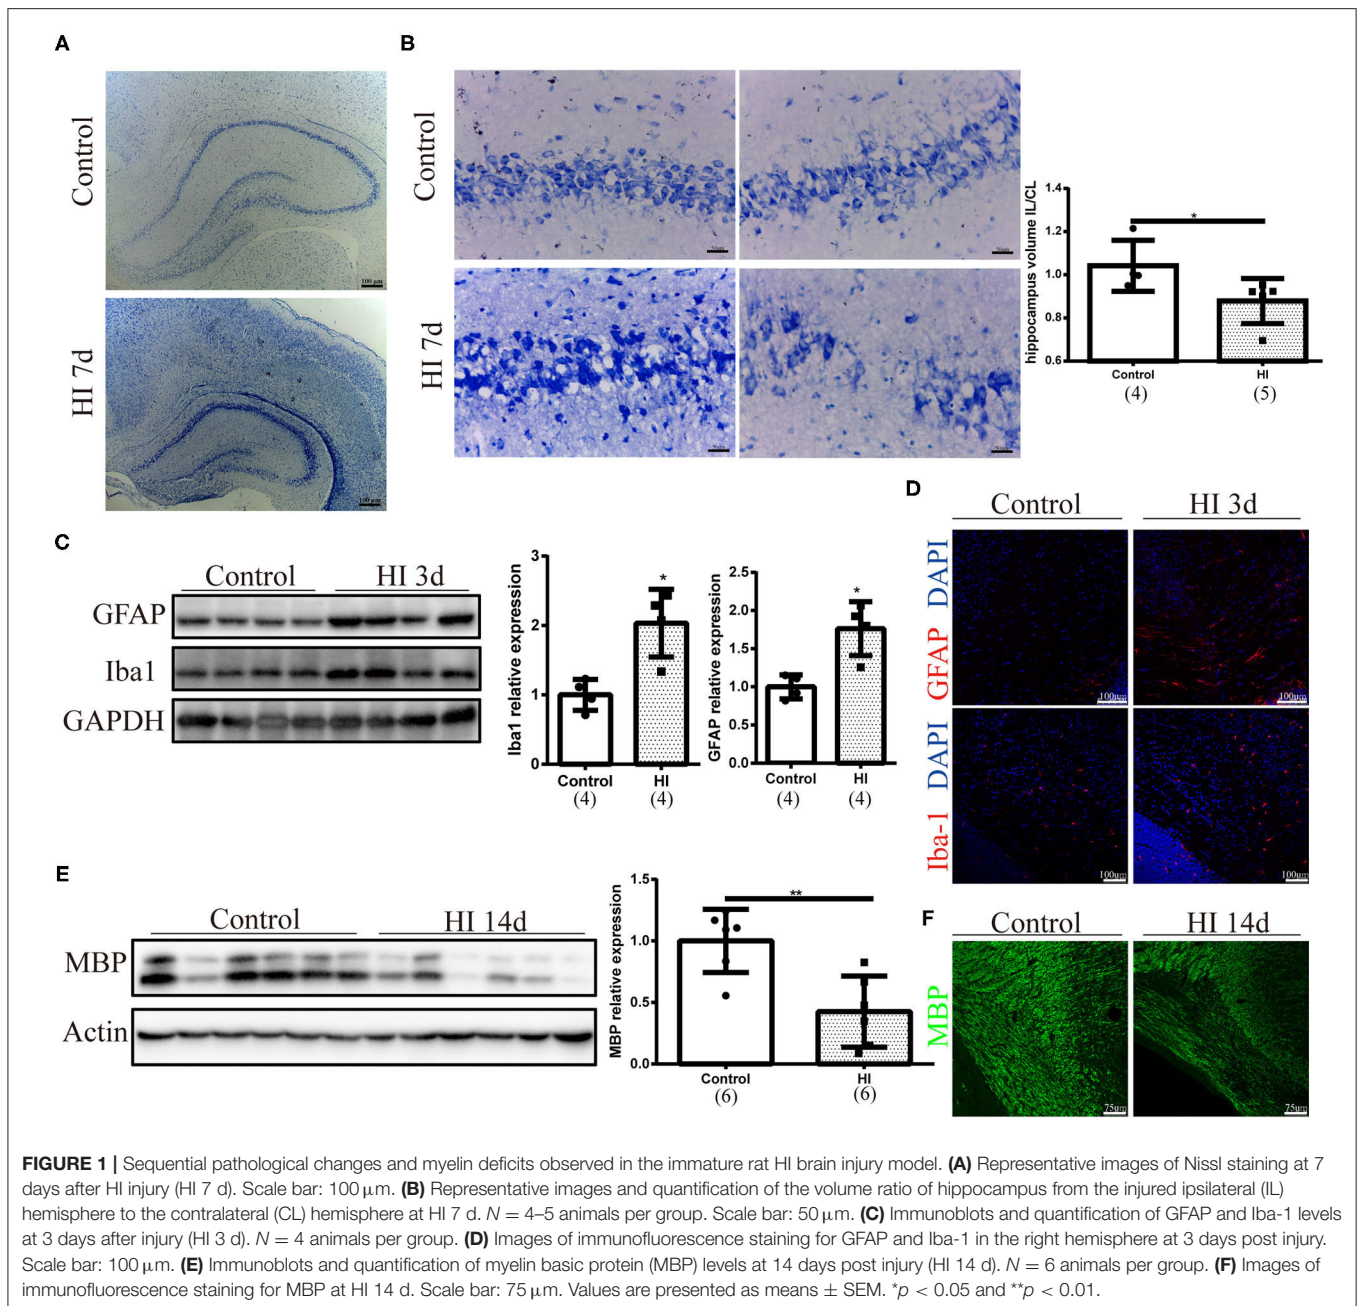 A
Control
100 µm
HI 7d
100 µm
B
Control
50µm
50µm
HI 7d
50µm
50µm
hippocampus volume IL/CL
1.4
1.2
1.0
0.8
0.6
*
Control
HI
(4)
(5)
C
Control
HI 3d
GFAP
Iba1
GAPDH
Iba1 relative expression
3
2
1
0
*
Control
HI
(4)
(4)
GFAP relative expression
2.5
2.0
1.5
1.0
0.5
0.0
*
Control
HI
(4)
(4)
D
Control
HI 3d
GFAP DAPI
100µm
100µm
Iba-1 DAPI
100µm
100µm
E
Control
HI 14d
MBP
Actin
MBP relative expression
1.5
1.0
0.5
0.0
**
Control
HI
(6)
(6)
F
Control
HI 14d
MBP
75µm
75µm
FIGURE 1 | Sequential pathological changes and myelin deficits observed in the immature rat HI brain injury model. (A) Representative images of Nissl staining at 7
days after HI injury (HI 7 d). Scale bar: 100 µm. (B) Representative images and quantification of the volume ratio of hippocampus from the injured ipsilateral (IL)
hemisphere to the contralateral (CL) hemisphere at HI 7 d. N = 4–5 animals per group. Scale bar: 50 µm. (C) Immunoblots and quantification of GFAP and Iba-1 levels
at 3 days after injury (HI 3 d). N = 4 animals per group. (D) Images of immunofluorescence staining for GFAP and Iba-1 in the right hemisphere at 3 days post injury.
Scale bar: 100 µm. (E) Immunoblots and quantification of myelin basic protein (MBP) levels at 14 days post injury (HI 14 d). N = 6 animals per group. (F) Images of
immunofluorescence staining for MBP at HI 14 d. Scale bar: 75 µm. Values are presented as means ± SEM. *p < 0.05 and **p < 0.01.